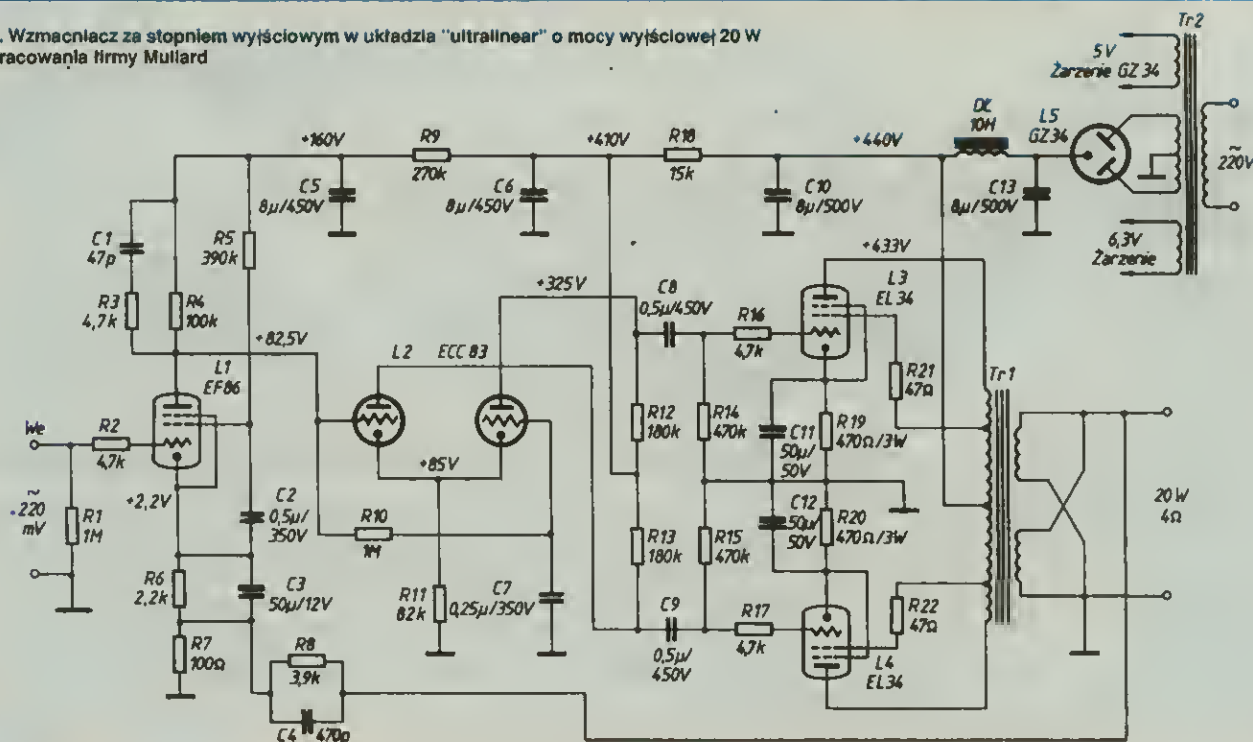 . Wzmacniacz za stopniem wyjściowym w układzia "ultralinear" o mocy wyjściowej 20 W
racowania firmy Mullard
Tr2
5V
Żarzenie GZ 34
~
220V
6,3V
Żarzenie
L5
GZ34
DŁ
10H
C13
8µ/500V
+440V
C10
8µ/500V
R18
15k
+410V
C6
8µ/450V
R9
270k
+160V
C5
8µ/450V
R5
390k
C1
47p
R3
4,7k
R4
100k
+82,5V
L1
EF86
We
R2
4,7k
~
220
mV
R1
1M
+2,2V
R6
2,2k
R7
100Ω
C2
0,5µ/
350V
C3
50µ/12V
R8
3,9k
C4
470p
L2
ECC 83
+85V
R10
1M
R11
82k
C7
0,25µ/350V
+325V
C8
0,5µ/450V
R12
180k
R13
180k
R14
470k
R15
470k
C9
0,5µ/
450V
R16
4,7k
R17
4,7k
C11
50µ/
50V
C12
50µ/
50V
R19
470Ω/3W
R20
470Ω/3W
+433V
L3
EL34
L4
EL34
R21
47Ω
R22
47Ω
Tr1
20W
4Ω